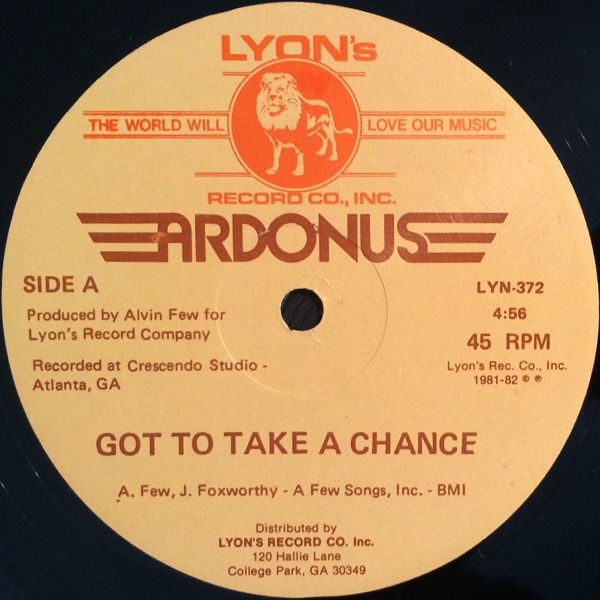 LYON's
THE WORLD WILL LOVE OUR MUSIC
RECORD CO., INC.
ARDONUS
SIDE A
Produced by Alvin Few for
Lyon's Record Company
Recorded at Crescendo Studio -
Atlanta, GA
LYN-372
4:56
45 RPM
Lyon's Rec. Co., Inc.
1981-82 © ℗
GOT TO TAKE A CHANCE
A. Few, J. Foxworthy - A Few Songs, Inc. - BMI
Distributed by
LYON'S RECORD CO. Inc.
120 Hallie Lane
College Park, GA 30349